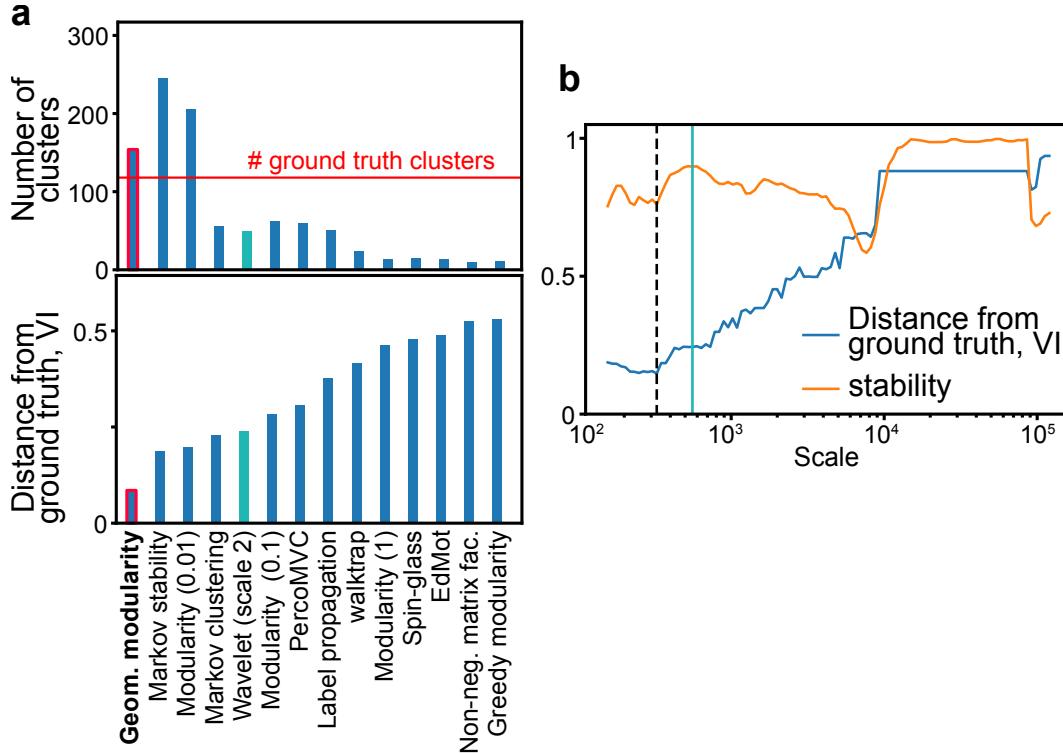 a
300
200
100
0
Number of
clusters
# ground truth clusters
0.5
0
Distance from
ground truth, VI
Geom. modularity
Markov stability
Modularity (0.01)
Markov clustering
Wavelet (scale 2)
Modularity (0.1)
PercoMVC
Label propagation
walktrap
Modularity (1)
Spin-glass
EdMot
Non-neg. matrix fac.
Greedy modularity
b
1
0.5
0
10²
10³
10⁴
10⁵
Scale
Distance from
ground truth, VI
stability